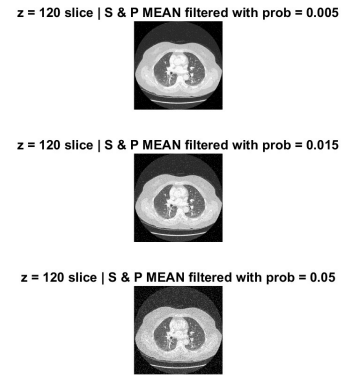 z = 120 slice | S & P MEAN filtered with prob = 0.005
z = 120 slice | S & P MEAN filtered with prob = 0.015
z = 120 slice | S & P MEAN filtered with prob = 0.05